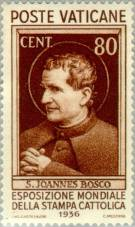 POSTE VATICANE
CENT. 80
S. JOANNES BOSCO
ESPOSIZIONE MONDIALE
DELLA STAMPA CATTOLICA
1936